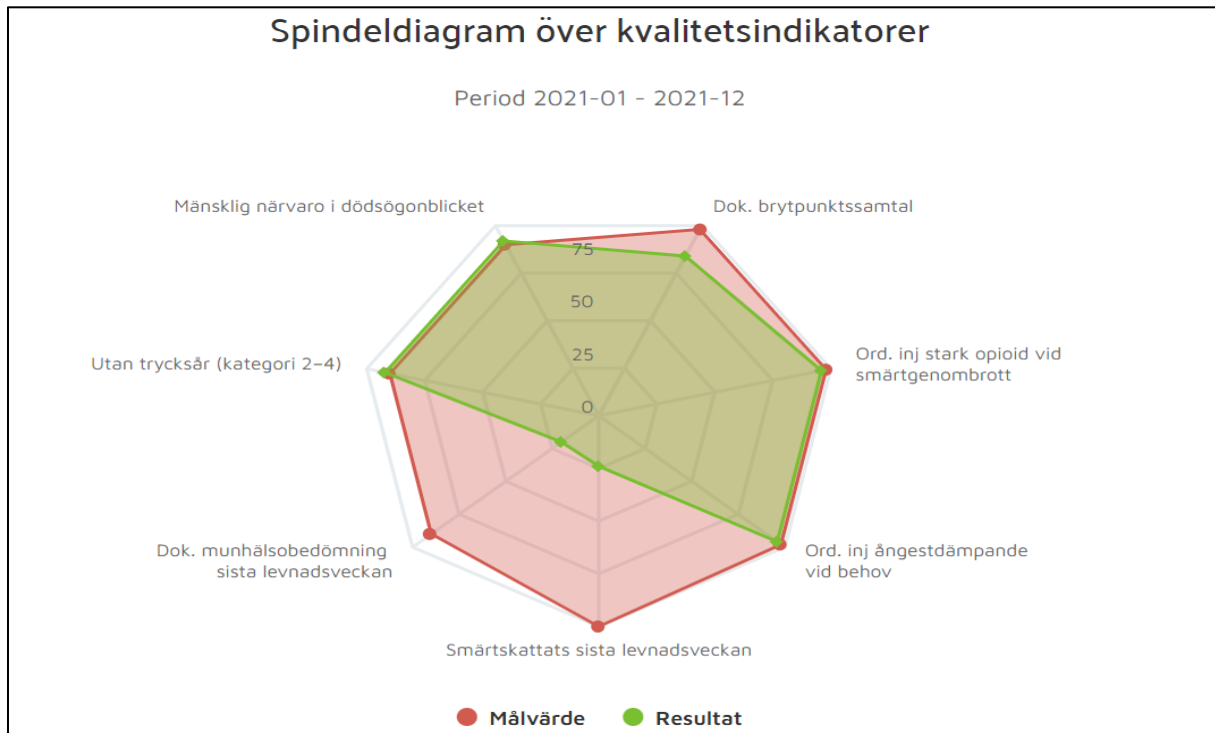 Spindeldiagram över kvalitetsindikatorer
Period 2021-01 - 2021-12
Mänsklig närvaro i dödsögonblicket
Dok. brytpunktssamtal
75
50
25
0
Utan trycksår (kategori 2–4)
Ord. inj stark opioid vid
smärtgenombrott
Dok. munhälsobedömning
sista levnadsveckan
Ord. inj ångestdämpande
vid behov
Smärtskattats sista levnadsveckan
Målvärde
Resultat